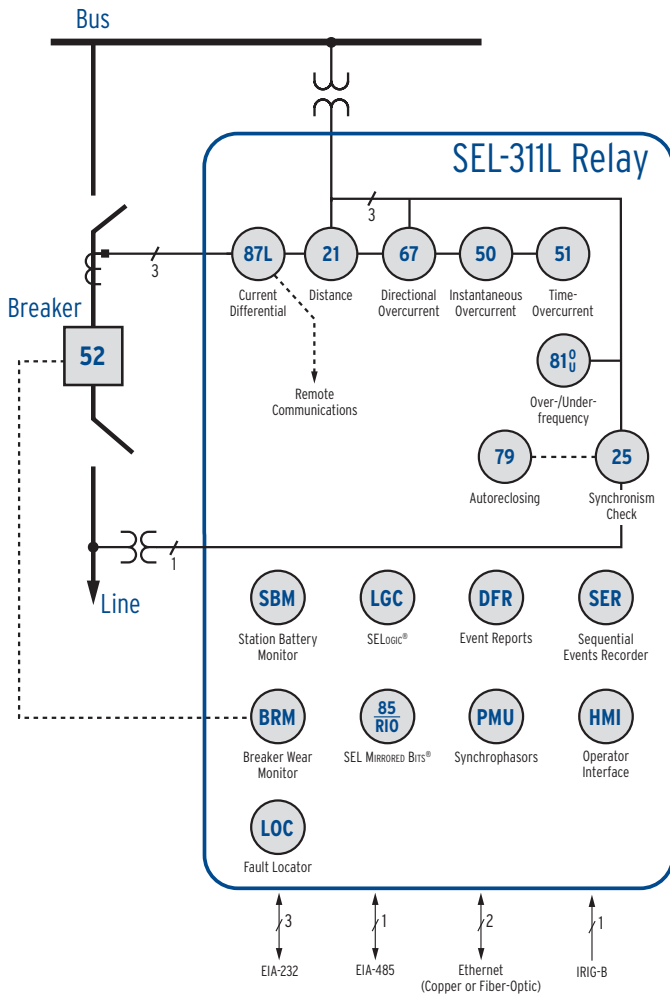 Bus
SEL-311L Relay
3
3
87L
21
67
50
51
Current
Differential
Distance
Directional
Overcurrent
Instantaneous
Overcurrent
Time-
Overcurrent
Breaker
52
81 O
U
Remote
Communications
Over-/Under-
frequency
79
25
Autoreclosing
Synchronism
Check
1
Line
SBM
LGC
DFR
SER
Station Battery
Monitor
SELOGIC®
Event Reports
Sequential
Events Recorder
BRM
85
RIO
PMU
HMI
Breaker Wear
Monitor
SEL MIRRORED BITS®
Synchrophasors
Operator
Interface
LOC
Fault Locator
3
1
2
1
EIA-232
EIA-485
Ethernet
(Copper or Fiber-Optic)
IRIG-B